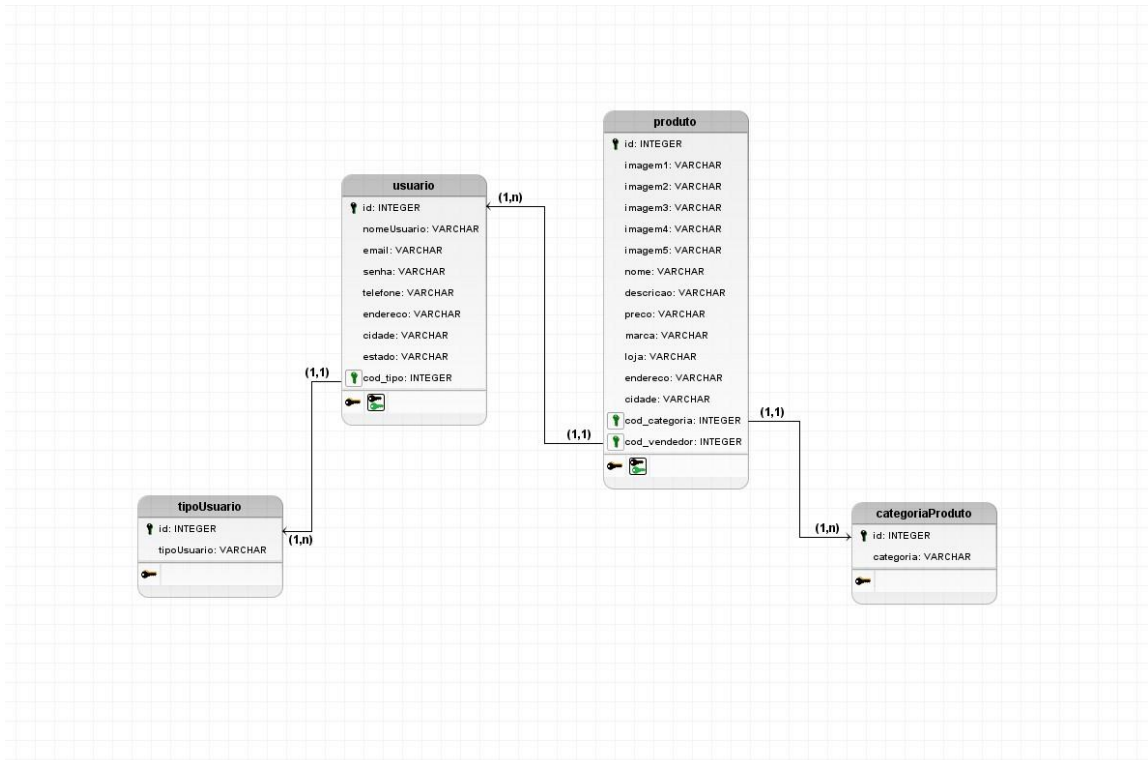 produto
id: INTEGER
imagem1: VARCHAR
imagem2: VARCHAR
imagem3: VARCHAR
imagem4: VARCHAR
imagem5: VARCHAR
nome: VARCHAR
descricao: VARCHAR
preco: VARCHAR
marca: VARCHAR
loja: VARCHAR
endereco: VARCHAR
cidade: VARCHAR
cod_categoria: INTEGER
cod_vendedor: INTEGER
usuario
id: INTEGER
nomeUsuario: VARCHAR
email: VARCHAR
senha: VARCHAR
telefone: VARCHAR
endereco: VARCHAR
cidade: VARCHAR
estado: VARCHAR
cod_tipo: INTEGER
(1,n)
(1,1)
(1,1)
(1,1)
(1,n)
(1,n)
tipoUsuario
id: INTEGER
tipoUsuario: VARCHAR
categoriaProduto
id: INTEGER
categoria: VARCHAR